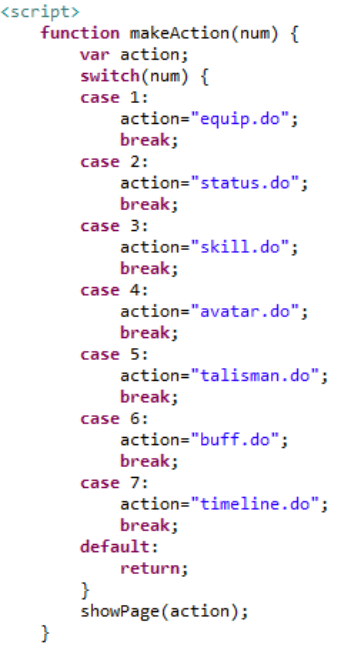 <script>
    function makeAction(num) {
        var action;
        switch(num) {
        case 1:
            action="equip.do";
            break;
        case 2:
            action="status.do";
            break;
        case 3:
            action="skill.do";
            break;
        case 4:
            action="avatar.do";
            break;
        case 5:
            action="talisman.do";
            break;
        case 6:
            action="buff.do";
            break;
        case 7:
            action="timeline.do";
            break;
        default:
            return;
        }
        showPage(action);
    }